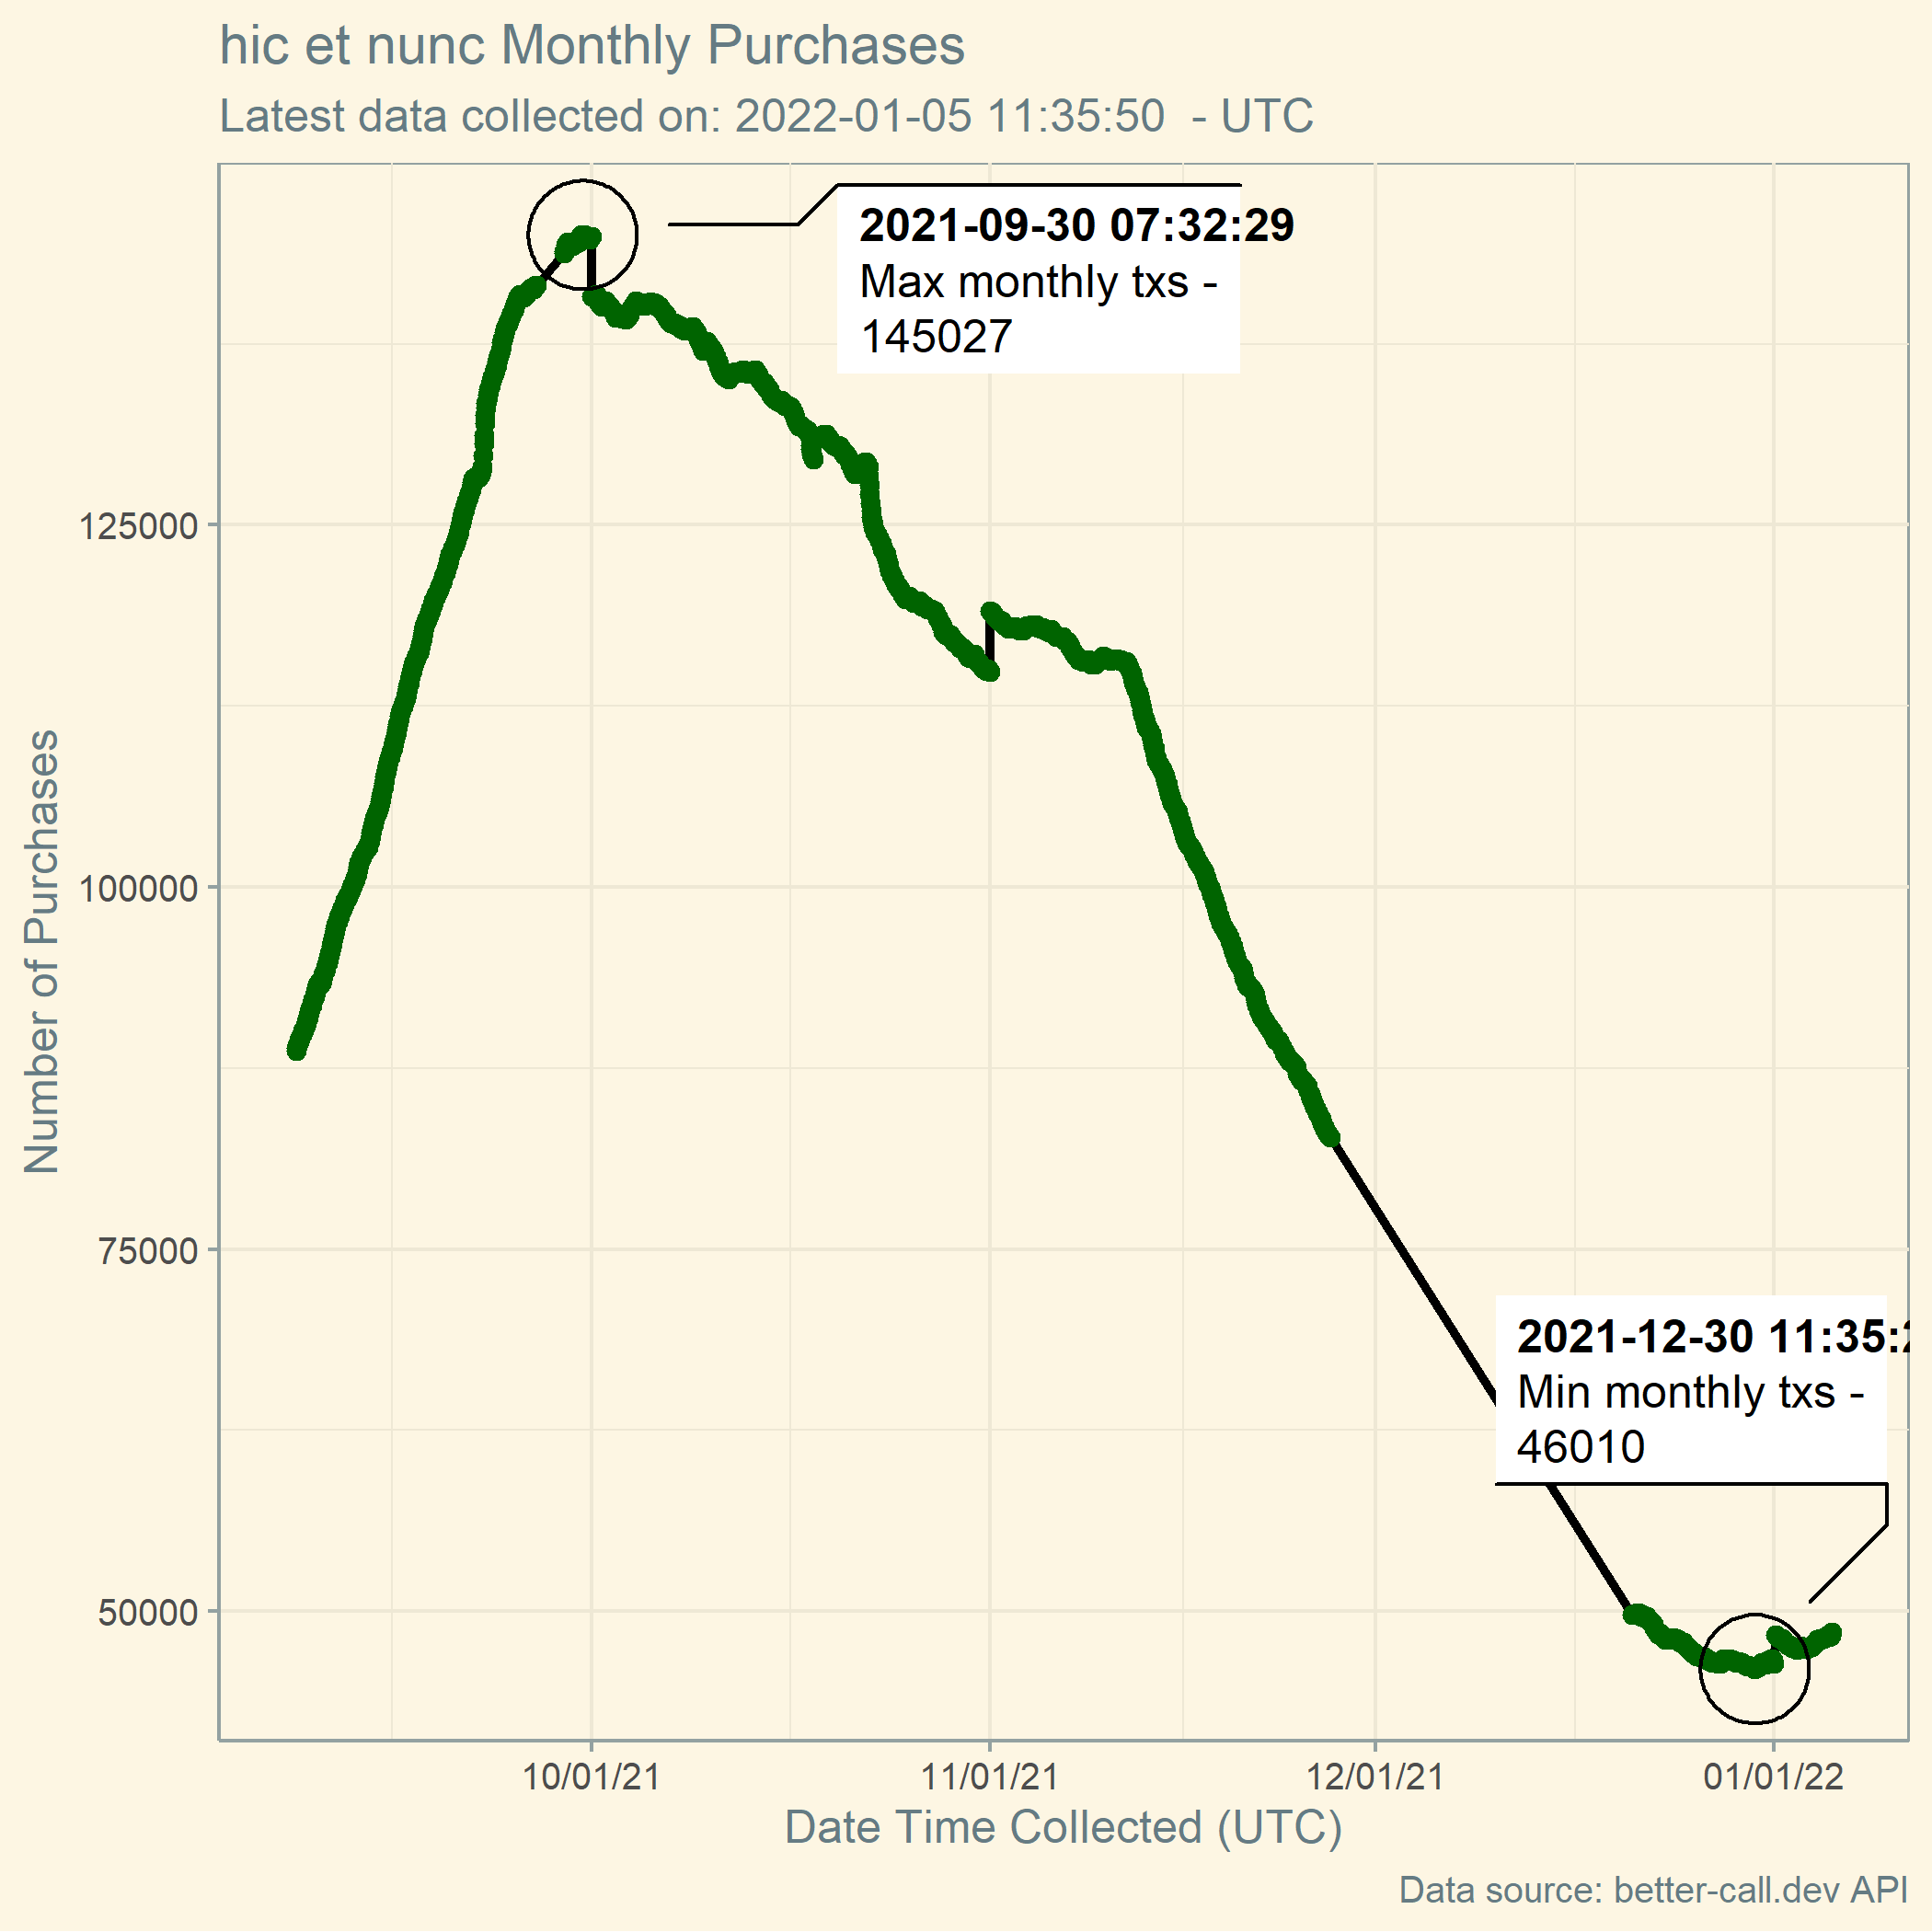 hic et nunc Monthly Purchases
Latest data collected on: 2022-01-05 11:35:50 - UTC
2021-09-30 07:32:29
Max monthly txs -
145027
125000
100000
75000
50000
Number of Purchases
2021-12-30 11:35:
Min monthly txs -
46010
10/01/21
11/01/21
12/01/21
01/01/22
Date Time Collected (UTC)
Data source: better-call.dev API